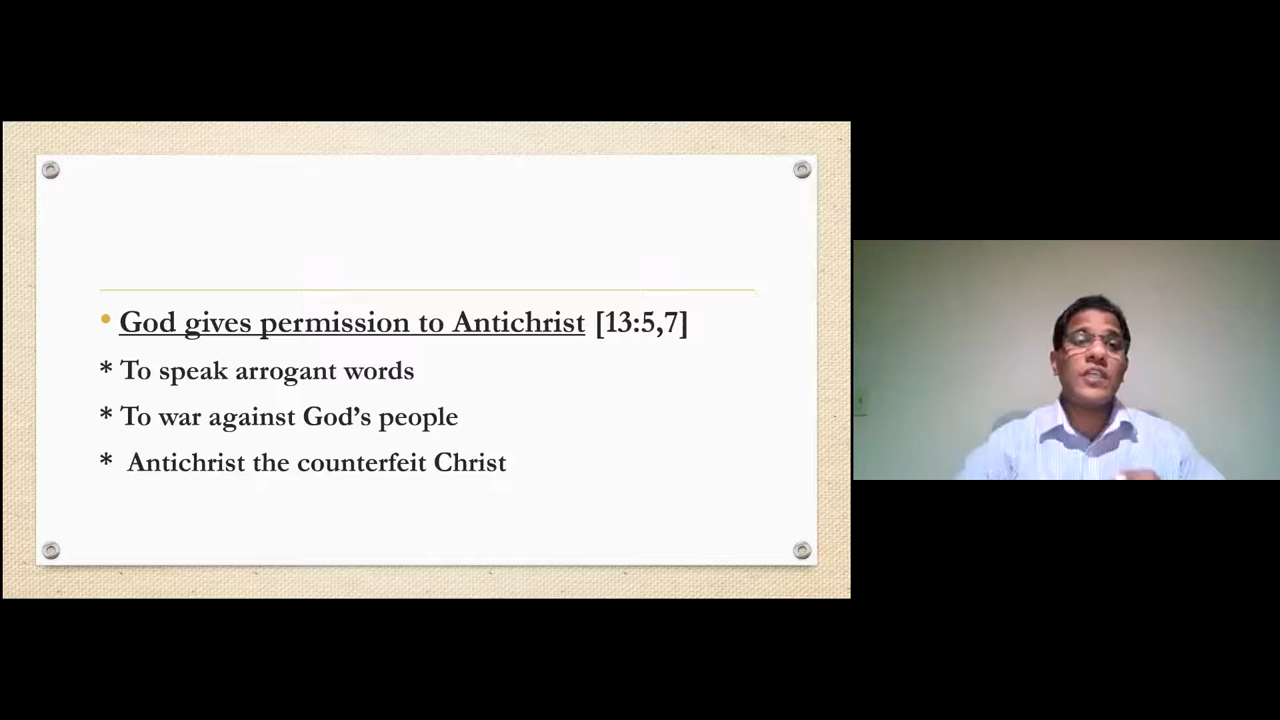 • God gives permission to Antichrist [13:5,7]
* To speak arrogant words
* To war against God’s people
* Antichrist the counterfeit Christ